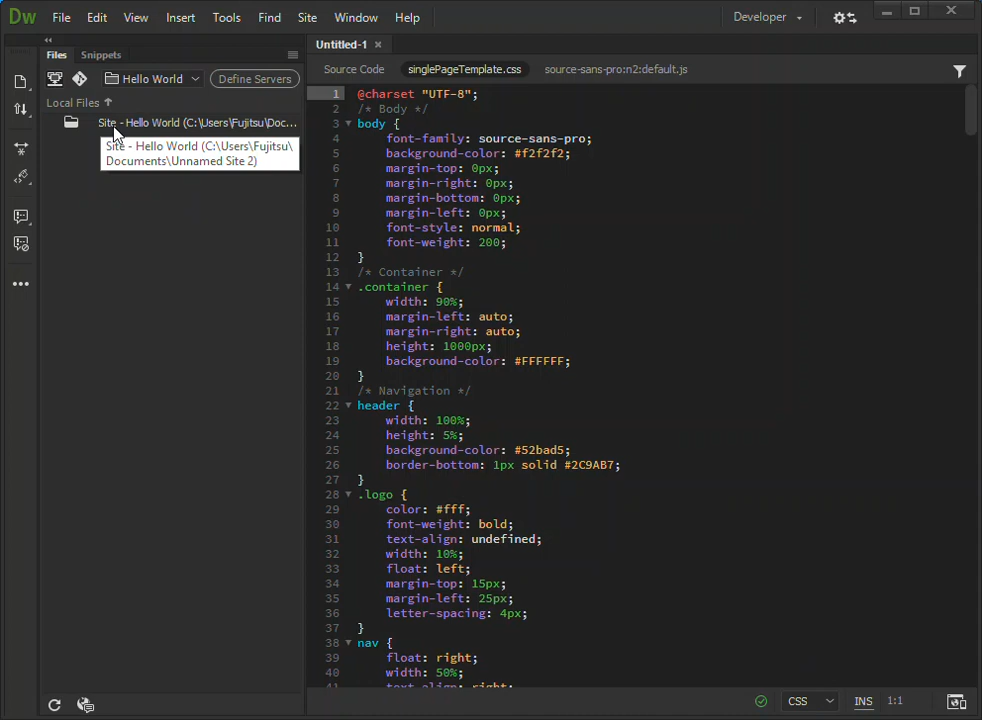 Dw File Edit View Insert Tools Find Site Window Help Developer
Files Snippets
Untitled-1
Hello World Define Servers
Source Code singlePageTemplate.css source-sans-pro:n2:default.js
Local Files
Site - Hello World (C:\Users\Fujitsu\Doc...
Site - Hello World (C:\Users\Fujitsu\
Documents\Unnamed Site 2)
1 @charset "UTF-8";
2 /* Body */
3 body {
4 font-family: source-sans-pro;
5 background-color: #f2f2f2;
6 margin-top: 0px;
7 margin-right: 0px;
8 margin-bottom: 0px;
9 margin-left: 0px;
10 font-style: normal;
11 font-weight: 200;
12 }
13 /* Container */
14 .container {
15 width: 90%;
16 margin-left: auto;
17 margin-right: auto;
18 height: 1000px;
19 background-color: #FFFFFF;
20 }
21 /* Navigation */
22 header {
23 width: 100%;
24 height: 5%;
25 background-color: #52bad5;
26 border-bottom: 1px solid #2C9AB7;
27 }
28 .logo {
29 color: #fff;
30 font-weight: bold;
31 text-align: undefined;
32 width: 10%;
33 float: left;
34 margin-top: 15px;
35 margin-left: 25px;
36 letter-spacing: 4px;
37 }
38 nav {
39 float: right;
40 width: 50%;
41 text-align: right;
CSS INS 1:1